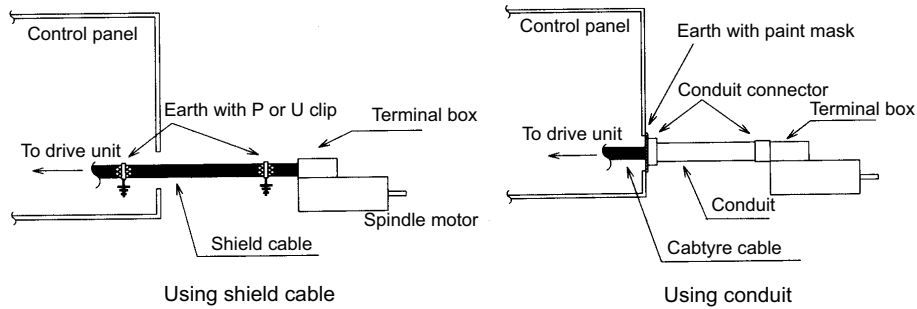 Control panel
Earth with P or U clip
Terminal box
To drive unit
Spindle motor
Shield cable
Using shield cable
Control panel
Earth with paint mask
Conduit connector
Terminal box
To drive unit
Conduit
Cabtyre cable
Using conduit